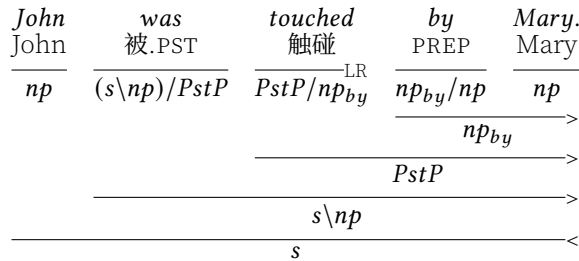 John was touched by Mary.
John 被.PST 触碰 PREP Mary
LR
np (s\np)/PstP PstP/np_by np_by/np np
>
np_by
>
PstP
>
s\np
<
s